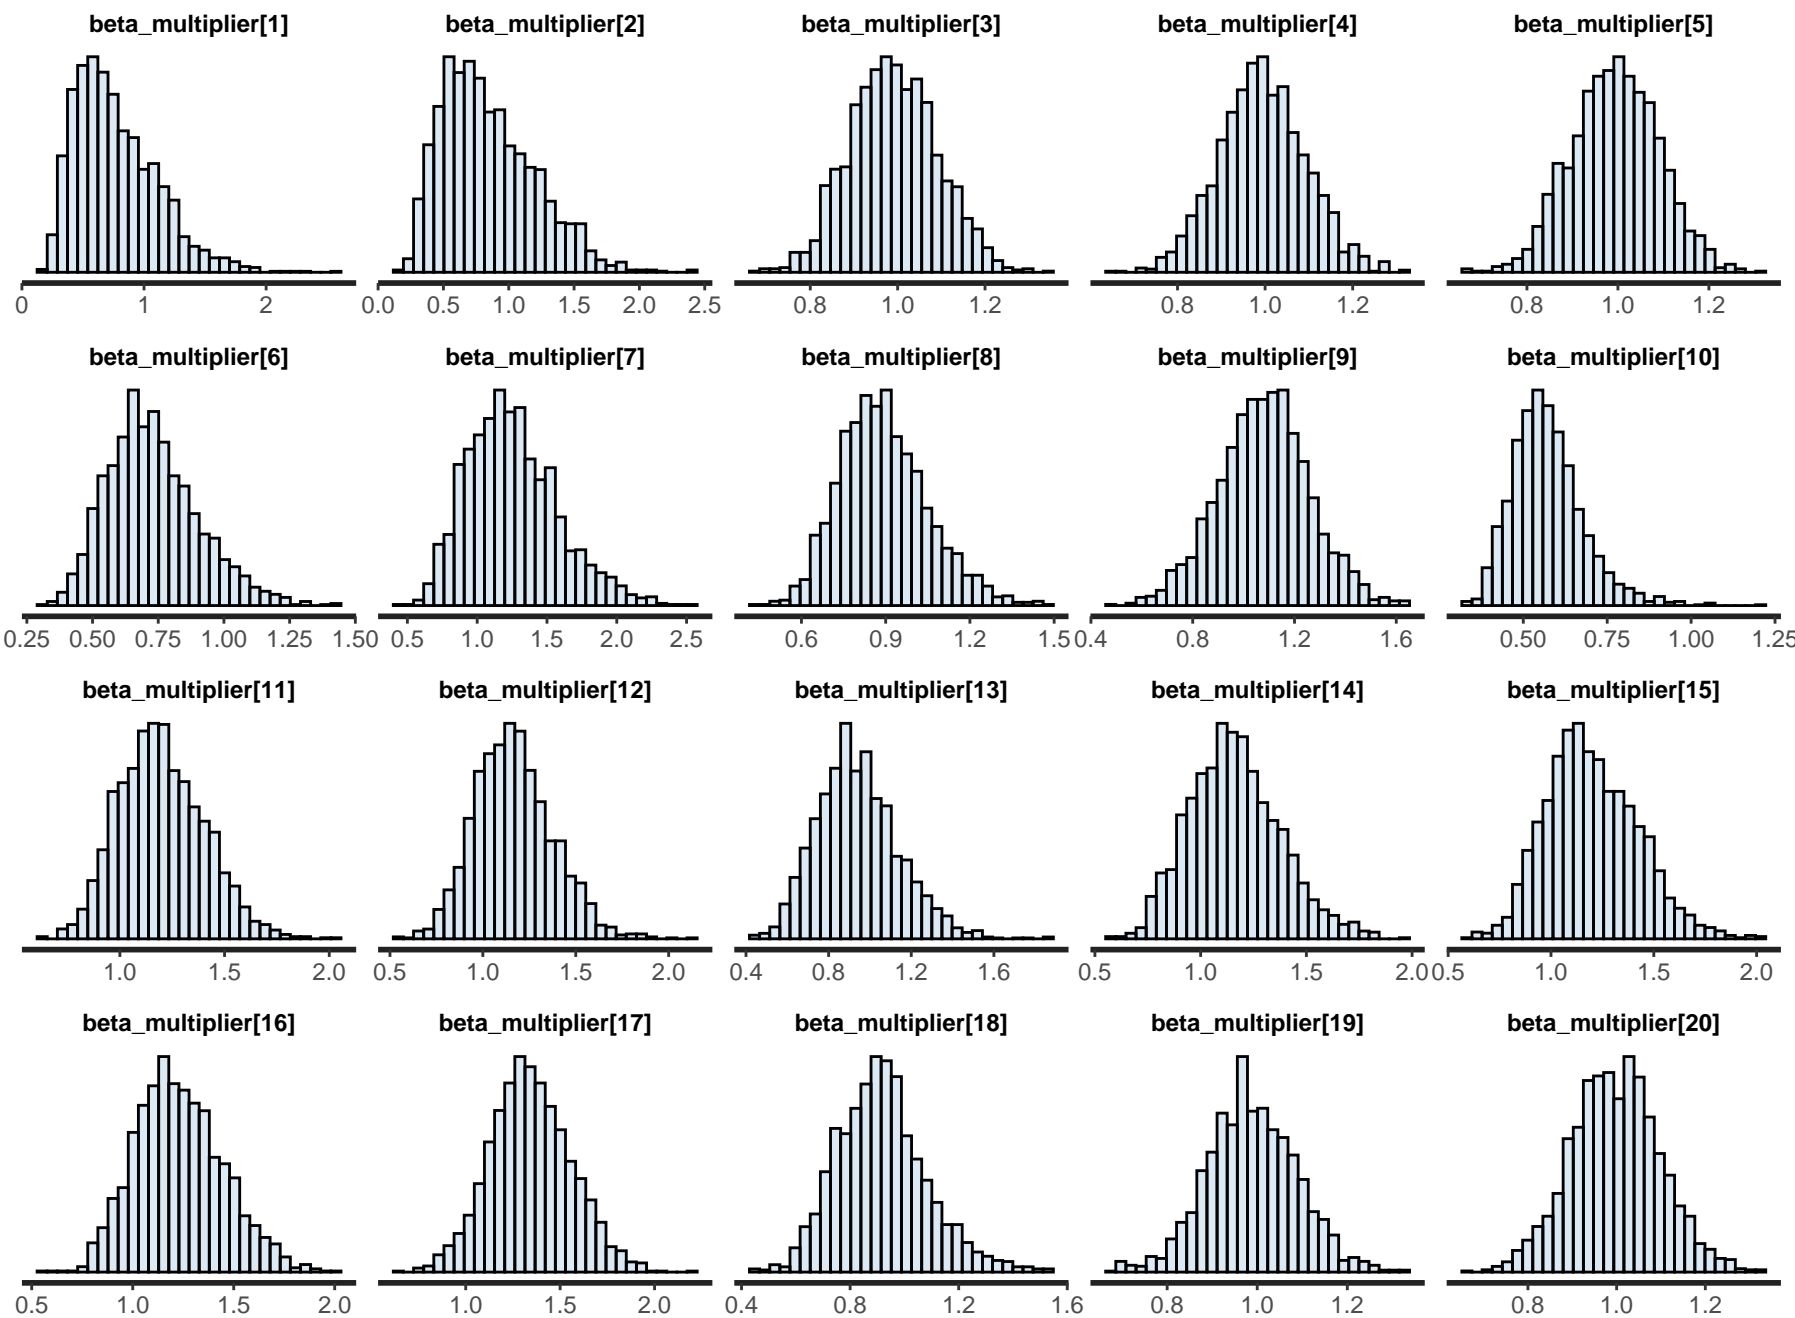 beta_multiplier[1] beta_multiplier[2] beta_multiplier[3] beta_multiplier[4] beta_multiplier[5]
0 1 2 0.0 0.5 1.0 1.5 2.0 2.5 0.8 1.0 1.2 0.8 1.0 1.2 0.8 1.0 1.2
beta_multiplier[6] beta_multiplier[7] beta_multiplier[8] beta_multiplier[9] beta_multiplier[10]
0.25 0.50 0.75 1.00 1.25 1.50 0.5 1.0 1.5 2.0 2.5 0.6 0.9 1.2 1.5 0.4 0.8 1.2 1.6 0.50 0.75 1.00 1.25
beta_multiplier[11] beta_multiplier[12] beta_multiplier[13] beta_multiplier[14] beta_multiplier[15]
1.0 1.5 2.0 0.5 1.0 1.5 2.0 0.4 0.8 1.2 1.6 0.5 1.0 1.5 2.0 0.5 1.0 1.5 2.0
beta_multiplier[16] beta_multiplier[17] beta_multiplier[18] beta_multiplier[19] beta_multiplier[20]
0.5 1.0 1.5 2.0 1.0 1.5 2.0 0.4 0.8 1.2 1.6 0.8 1.0 1.2 0.8 1.0 1.2